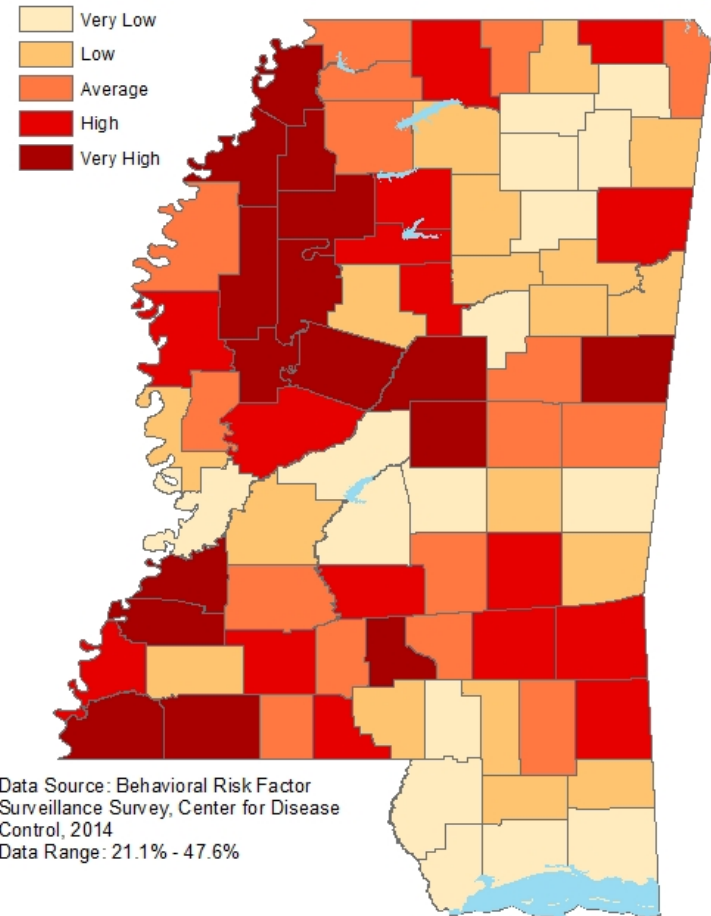 Very Low
Low
Average
High
Very High
Data Source: Behavioral Risk Factor
Surveillance Survey, Center for Disease
Control, 2014
Data Range: 21.1% - 47.6%